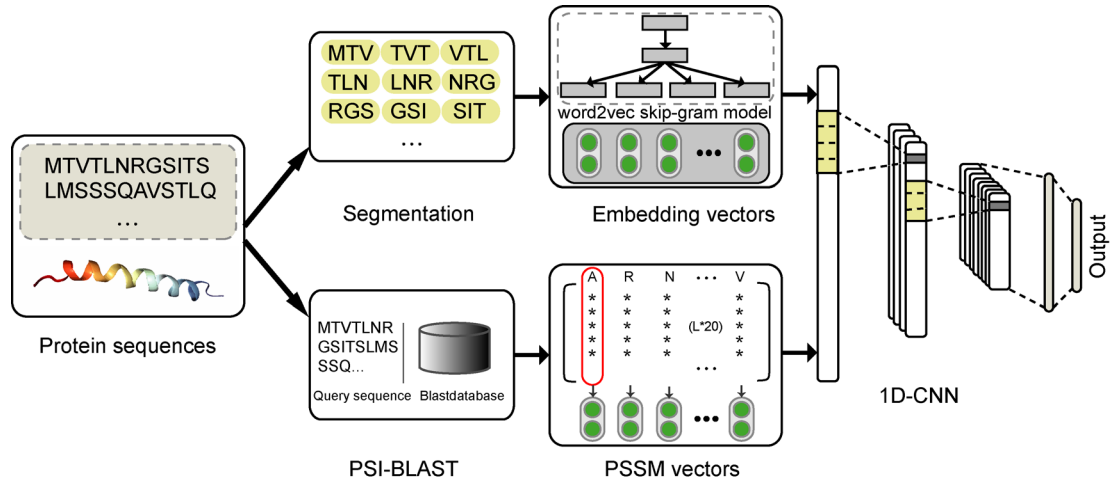 MTVTLNRGSITS
LMSSSQAVSTLQ
...
Protein sequences
MTV TVT VTL
TLN LNR NRG
RGS GSI SIT
...
Segmentation
word2vec skip-gram model
•••
Embedding vectors
MTVTLNR
GSITSLMS
SSQ...
Query sequence Blastdatabase
PSI-BLAST
A R N ... V
* * * *
* * * *
* * * (L*20) *
* * * *
* * * *
...
•••
PSSM vectors
1D-CNN
Output